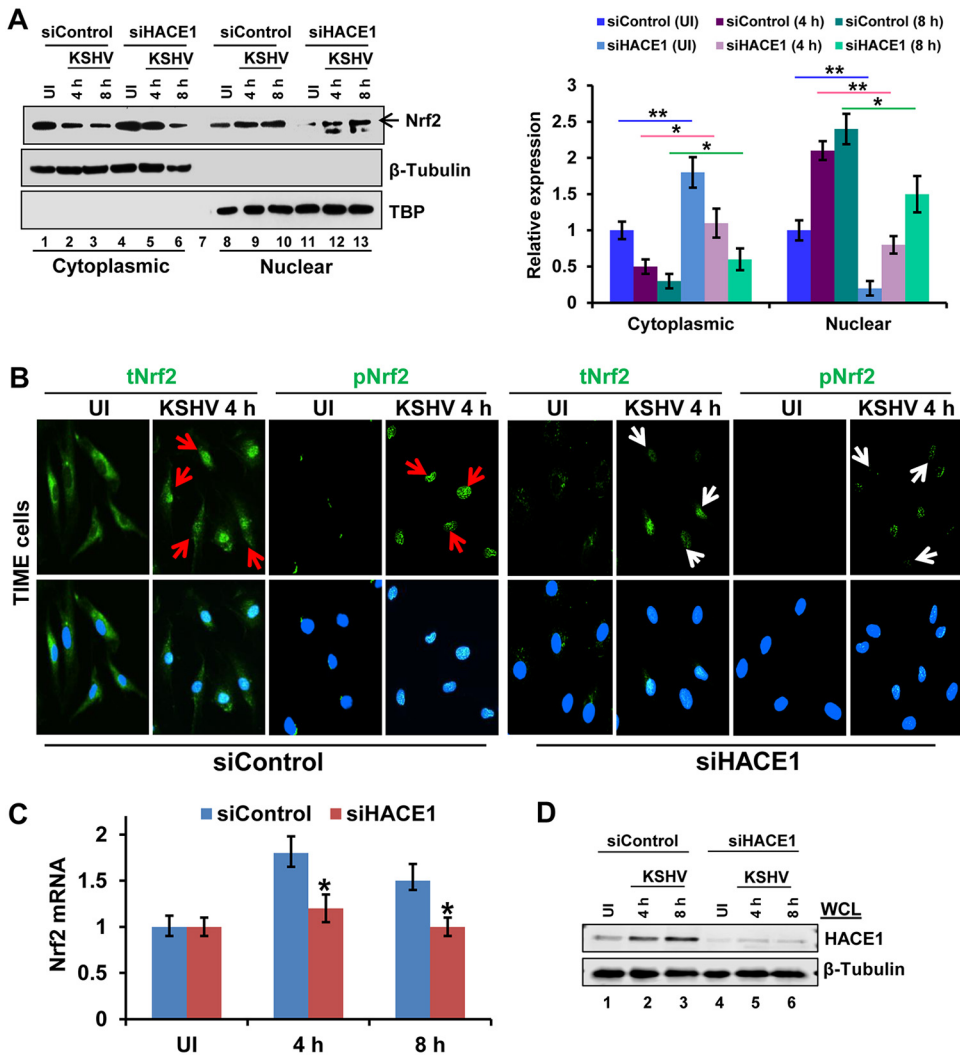 A
siControl siHACE1 siControl siHACE1
KSHV KSHV KSHV KSHV
UI 4 h 8 h UI 4 h 8 h UI 4 h 8 h UI 4 h 8 h
Nrf2
β-Tubulin
TBP
1 2 3 4 5 6 7 8 9 10 11 12 13
Cytoplasmic Nuclear
siControl (UI) siControl (4 h) siControl (8 h)
siHACE1 (UI) siHACE1 (4 h) siHACE1 (8 h)
Relative expression
3
2.5
2
1.5
1
0.5
0
** * * ** ** *
Cytoplasmic Nuclear
B
tNrf2 pNrf2 tNrf2 pNrf2
UI KSHV 4 h UI KSHV 4 h UI KSHV 4 h UI KSHV 4 h
TIME cells
siControl siHACE1
C
siControl siHACE1
Nrf2 mRNA
2
1.5
1
0.5
0
* *
UI 4 h 8 h
D
siControl siHACE1
KSHV KSHV
UI 4 h 8 h UI 4 h 8 h WCL
HACE1
β-Tubulin
1 2 3 4 5 6